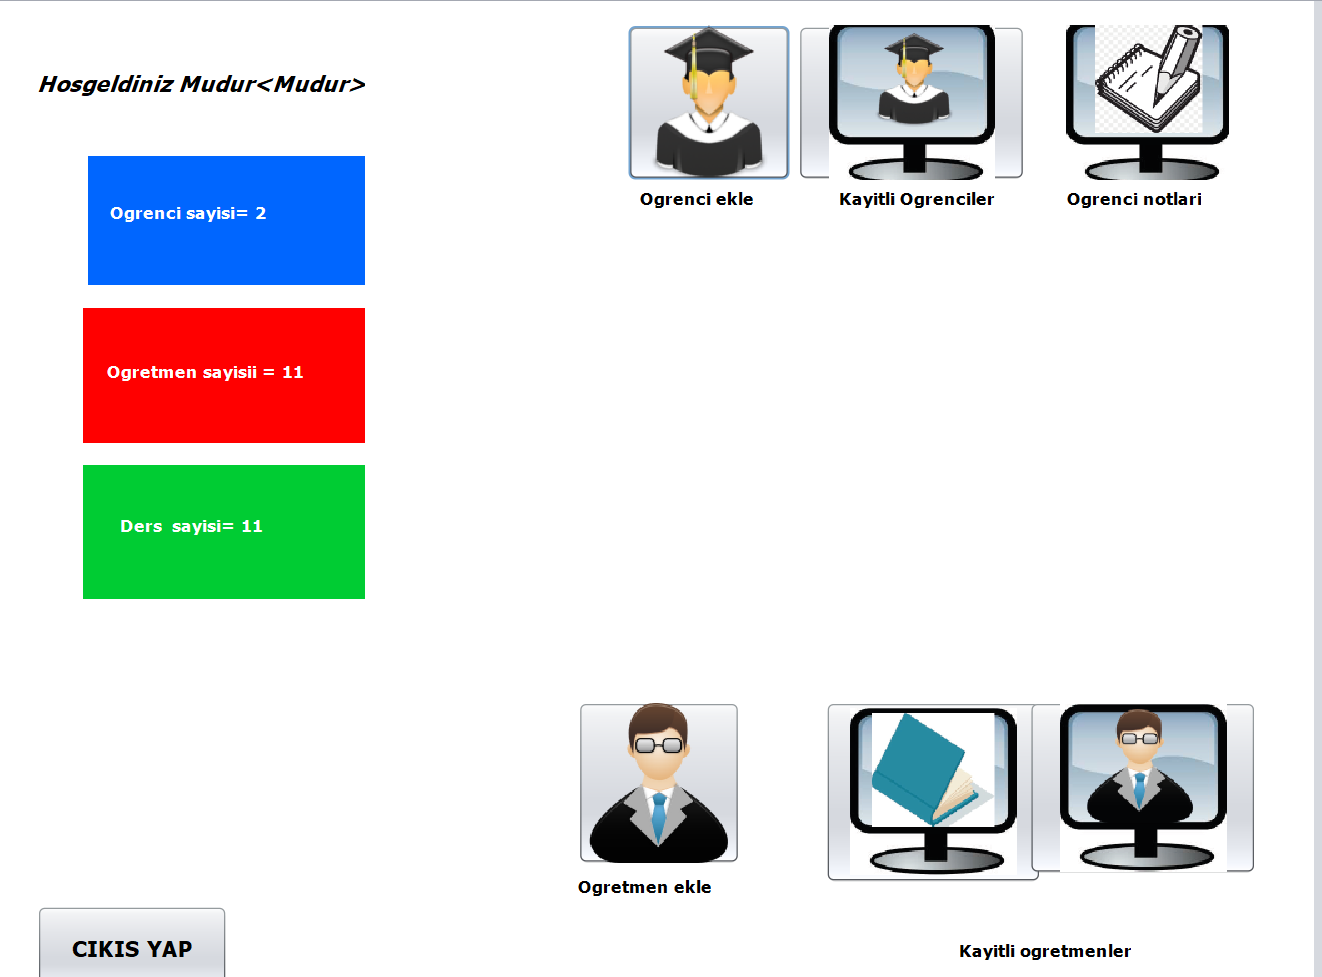 Hosgeldiniz Mudur<Mudur>
Ogrenci sayisi= 2
Ogretmen sayisii = 11
Ders  sayisi= 11
Ogrenci ekle
Kayitli Ogrenciler
Ogrenci notlari
Ogretmen ekle
Kayitli ogretmenler
CIKIS YAP